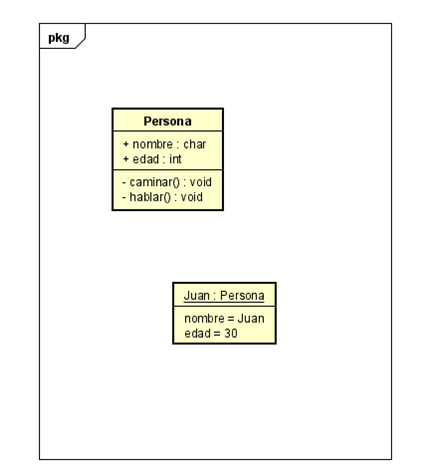 pkg
Persona
+ nombre : char
+ edad : int
- caminar() : void
- hablar() : void
Juan : Persona
nombre = Juan
edad = 30